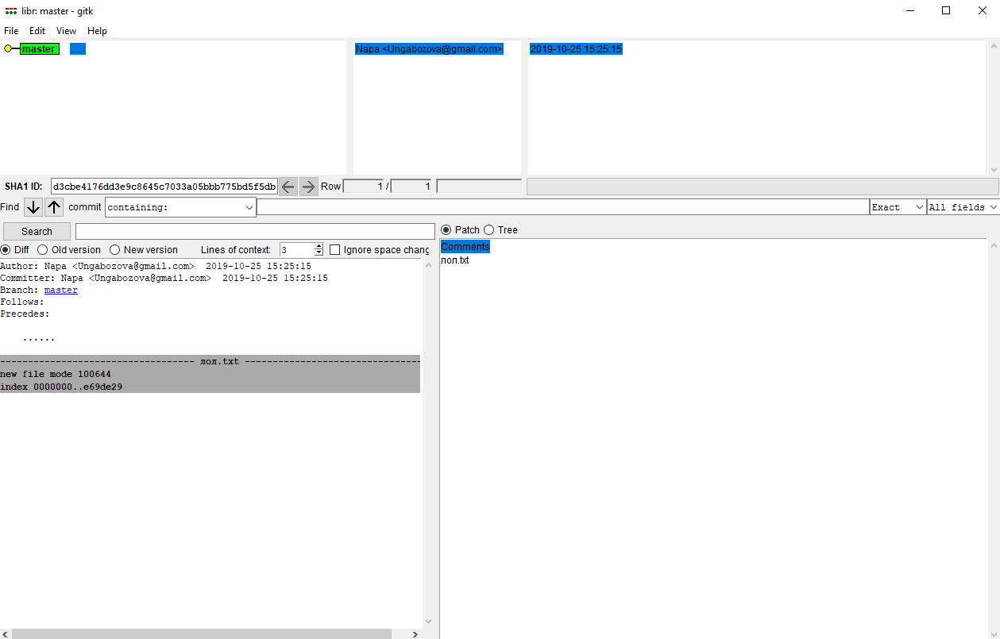 libr: master - gitk
File Edit View Help
master ...... Napa <Ungabozova@gmail.com> 2019-10-25 15:25:15
SHA1 ID: d3cbe4176dd3e9c8645c7033a05bbb775bd5f5db Row 1 / 1
Find commit containing: Exact All fields
Search Patch Tree
Diff Old version New version Lines of context: 3 Ignore space chang
Comments
лол.txt
Author: Napa <Ungabozova@gmail.com> 2019-10-25 15:25:15
Committer: Napa <Ungabozova@gmail.com> 2019-10-25 15:25:15
Branch: master
Follows:
Precedes:
......
----------------------------------- лол.txt --------------------------------
new file mode 100644
index 0000000..e69de29